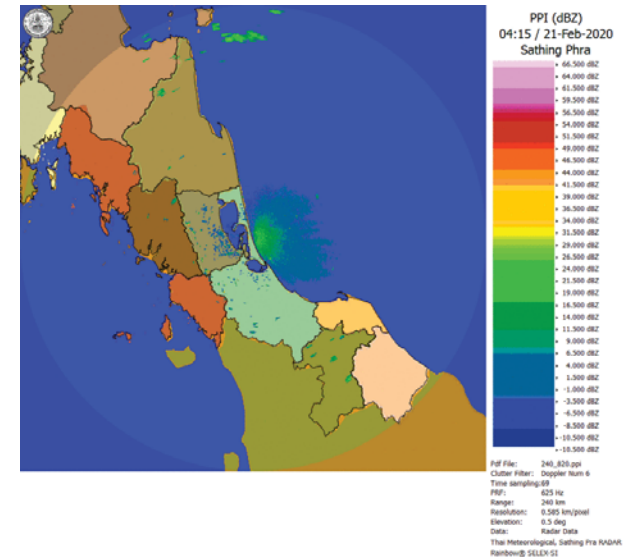 PPI (dBZ)
04:15 / 21-Feb-2020
Sathing Phra
66.500 dBZ
64.000 dBZ
61.500 dBZ
59.500 dBZ
56.500 dBZ
54.000 dBZ
51.500 dBZ
49.000 dBZ
46.500 dBZ
44.000 dBZ
41.500 dBZ
39.000 dBZ
36.500 dBZ
34.000 dBZ
31.500 dBZ
29.000 dBZ
26.500 dBZ
24.000 dBZ
21.500 dBZ
19.000 dBZ
16.500 dBZ
14.000 dBZ
11.500 dBZ
9.000 dBZ
6.500 dBZ
4.000 dBZ
1.500 dBZ
-1.000 dBZ
-3.500 dBZ
-6.500 dBZ
-8.500 dBZ
-10.500 dBZ
-18.500 dBZ
Pdf File: 240_820.ppi
Clutter Filter: Doppler Num 6
Time sampling:69
PRF: 625 Hz
Range: 240 km
Resolution: 0.585 km/pixel
Elevation: 0.5 deg
Data: Radar Data
Thai Meteorological, Sathing Pra RADAR
Rainbow® SELEX-SI